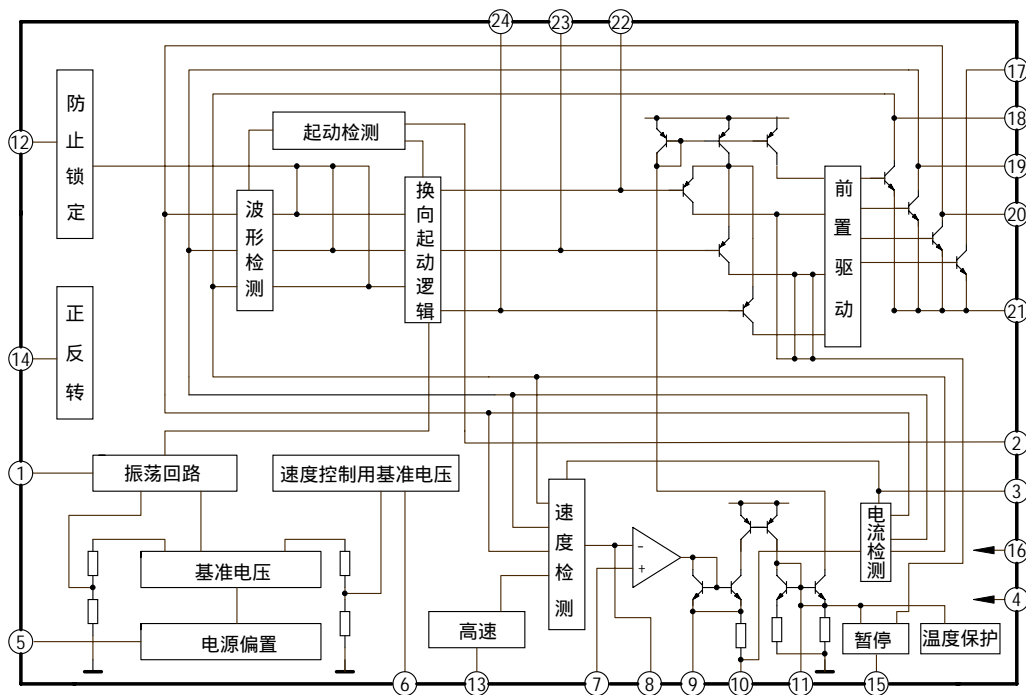 24
23
22
17
18
12
防止锁定
起动检测
波形检测
换向起动逻辑
前置驱动
19
20
21
正反转
14
2
1
振荡回路
速度控制用基准电压
速度检测
电流检测
3
16
基准电压
−
+
4
5
电源偏置
高速
暂停
温度保护
6
13
7
8
9
10
11
15